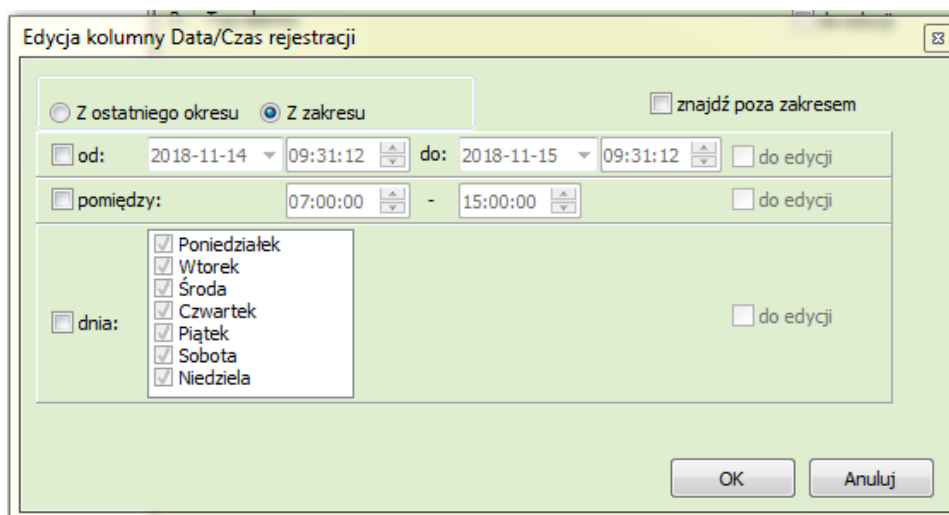 Edycja kolumny Data/Czas rejestracji
Z ostatniego okresu Z zakresu znajdź poza zakresem
od: 2018-11-14 09:31:12 do: 2018-11-15 09:31:12 do edycji
pomiędzy: 07:00:00 - 15:00:00 do edycji
Poniedziałek
Wtorek
Środa
Czwartek
dnia: do edycji
Piątek
Sobota
Niedziela
OK Anuluj